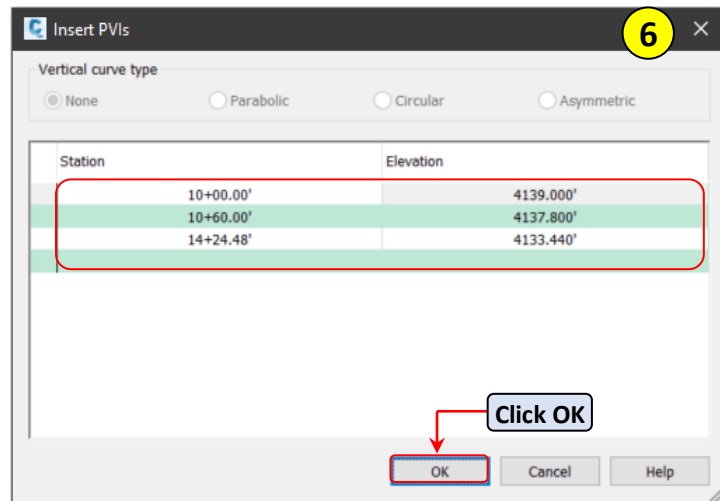 Insert PVIs
6
Vertical curve type
None Parabolic Circular Asymmetric
Station Elevation
10+00.00' 4139.000'
10+60.00' 4137.800'
14+24.48' 4133.440'
Click OK
OK Cancel Help